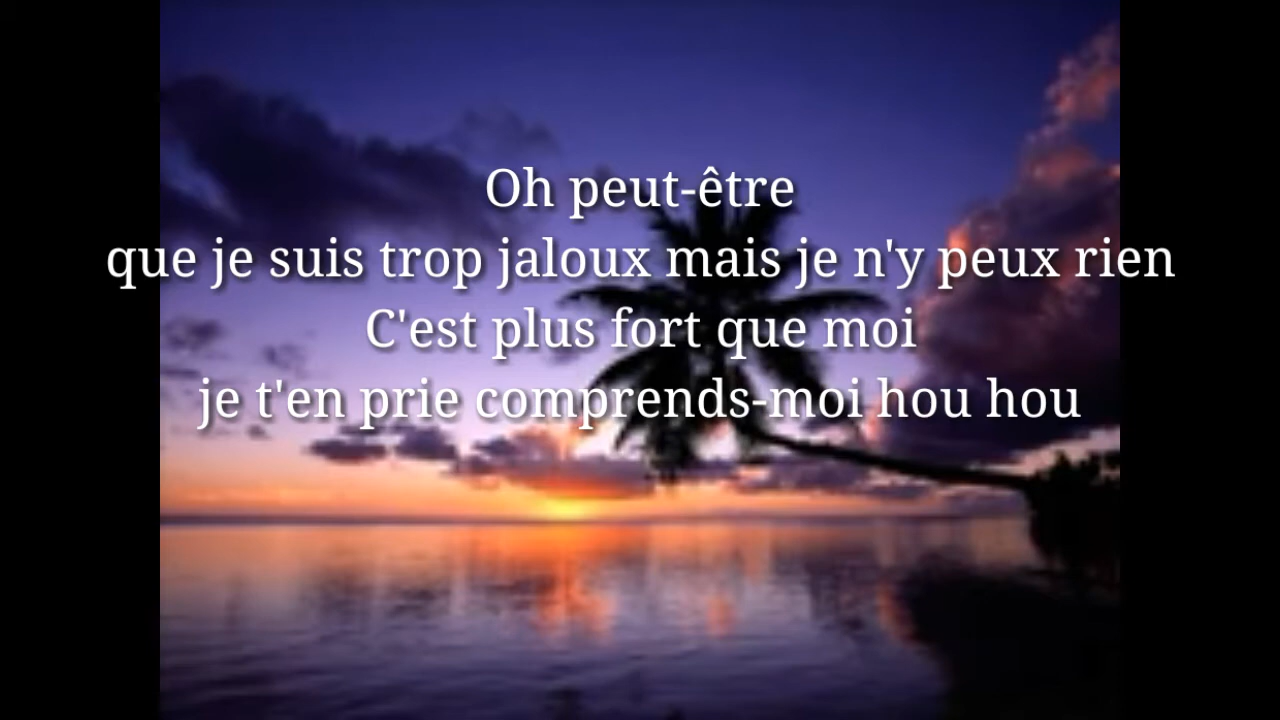 Oh peut-être
que je suis trop jaloux mais je n'y peux rien
C'est plus fort que moi
je t'en prie comprends-moi hou hou